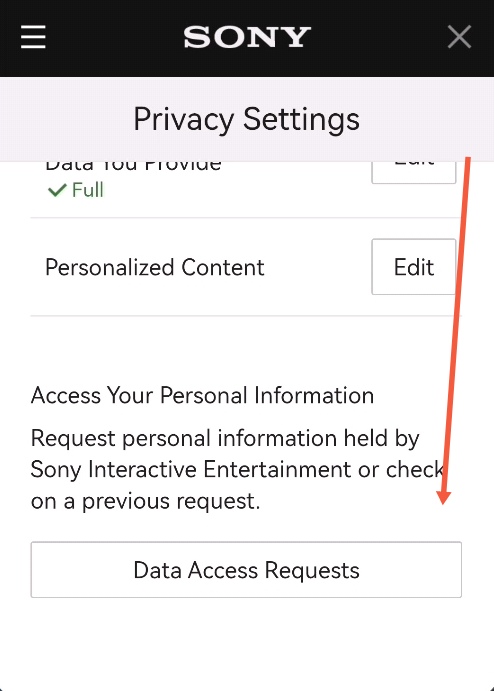 SONY
Privacy Settings
Data You Provide
Edit
Full
Personalized Content
Edit
Access Your Personal Information
Request personal information held by
Sony Interactive Entertainment or check
on a previous request.
Data Access Requests